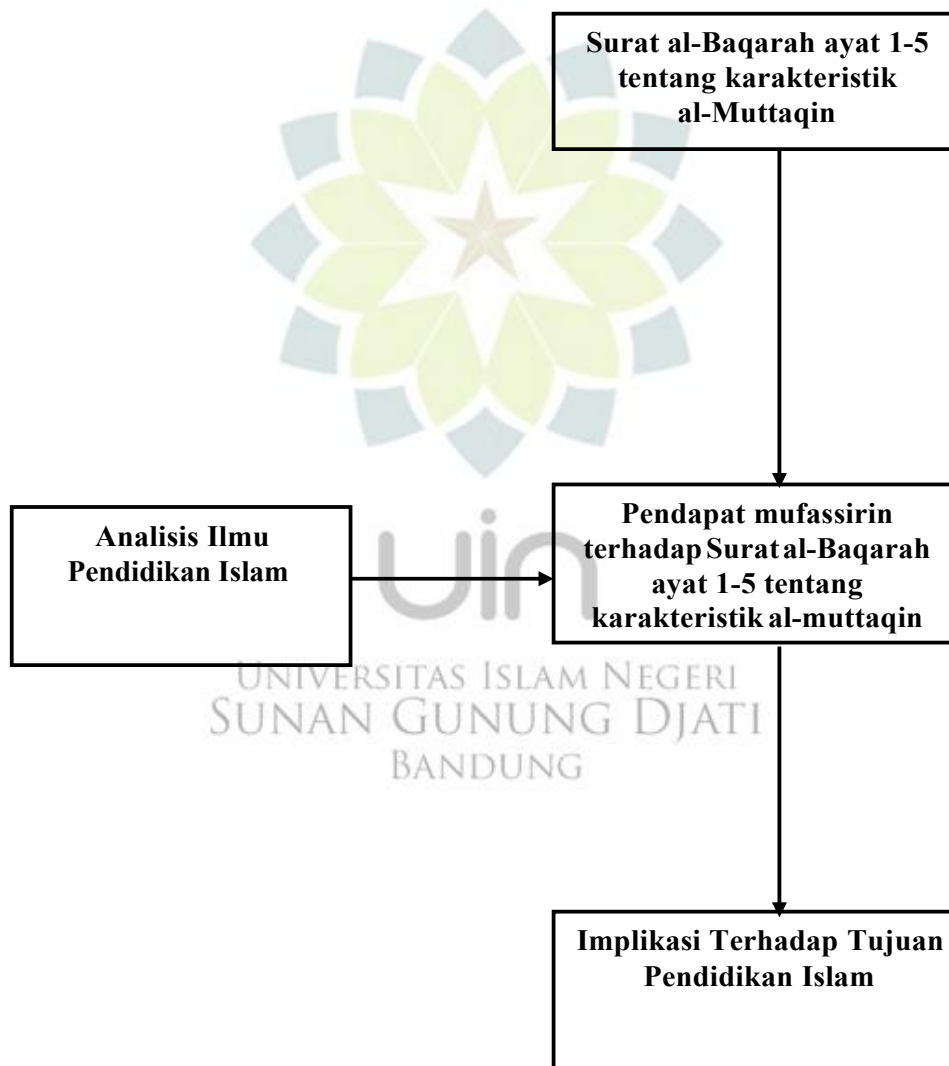 Surat al-Baqarah ayat 1-5
tentang karakteristik
al-Muttaqin
Analisis Ilmu
Pendidikan Islam
Pendapat mufassirin
terhadap Surat al-Baqarah
ayat 1-5 tentang
karakteristik al-muttaqin
uin
UNIVERSITAS ISLAM NEGERI
SUNAN GUNUNG DJATI
BANDUNG
Implikasi Terhadap Tujuan
Pendidikan Islam